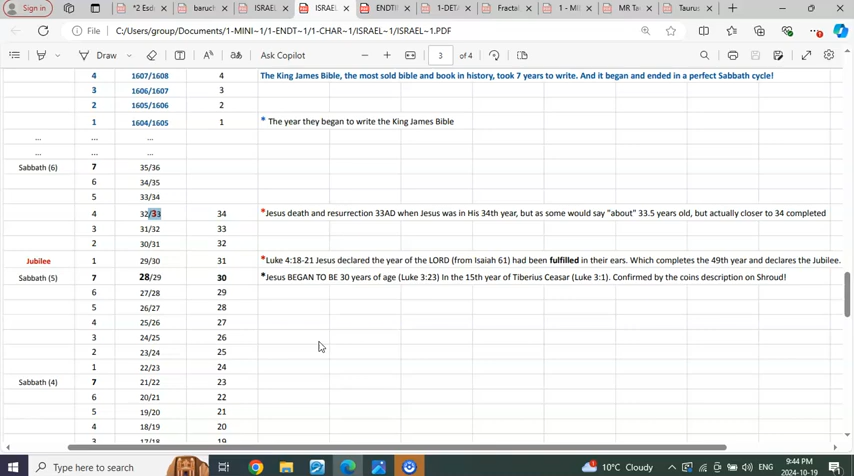 Sign in
*2 Esd
baruch
ISRAEL
ISRAEL
ENDTI
1-DETA
Fractal
1 - MI
MR Ta
Taurus
File
C:/Users/group/Documents/1-MINI~1/1-ENDT~1/1-CHAR~1/ISRAEL~1/ISRAEL~1.PDF
Draw
Ask Copilot
3 of 4
4 1607/1608 4 The King James Bible, the most sold bible and book in history, took 7 years to write. And it began and ended in a perfect Sabbath cycle!
3 1606/1607 3
2 1605/1606 2
1 1604/1605 1 * The year they began to write the King James Bible
... ... ...
... ... ...
Sabbath (6) 7 35/36
6 34/35
5 33/34
4 32/33 34 *Jesus death and resurrection 33AD when Jesus was in His 34th year, but as some would say "about" 33.5 years old, but actually closer to 34 completed
3 31/32 33
2 30/31 32
Jubilee 1 29/30 31 *Luke 4:18-21 Jesus declared the year of the LORD (from Isaiah 61) had been fulfilled in their ears. Which completes the 49th year and declares the Jubilee.
Sabbath (5) 7 28/29 30 *Jesus BEGAN TO BE 30 years of age (Luke 3:23) In the 15th year of Tiberius Ceasar (Luke 3:1). Confirmed by the coins description on Shroud!
6 27/28 29
5 26/27 28
4 25/26 27
3 24/25 26
2 23/24 25
1 22/23 24
Sabbath (4) 7 21/22 23
6 20/21 22
5 19/20 21
4 18/19 20
3 17/18 19
Type here to search
10°C Cloudy
ENG
9:44 PM
2024-10-19